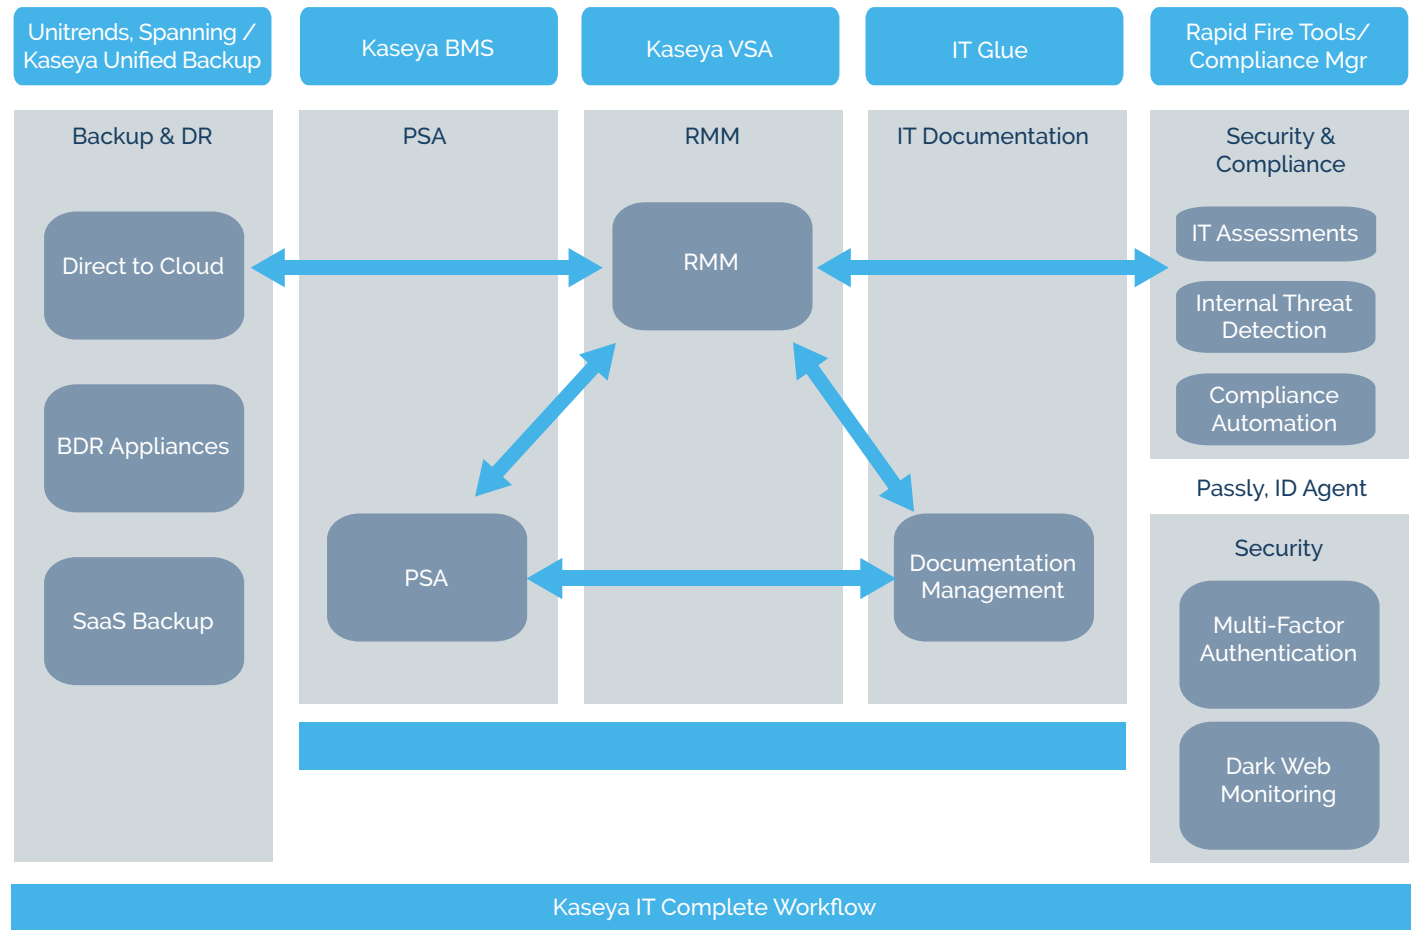 Unitrends, Spanning /
Kaseya Unified Backup
Kaseya BMS
Kaseya VSA
IT Glue
Rapid Fire Tools/
Compliance Mgr
Backup & DR
PSA
RMM
IT Documentation
Security &
Compliance
Direct to Cloud
BDR Appliances
SaaS Backup
PSA
RMM
Documentation
Management
IT Assessments
Internal Threat
Detection
Compliance
Automation
Passly, ID Agent
Security
Multi-Factor
Authentication
Dark Web
Monitoring
Kaseya IT Complete Workflow